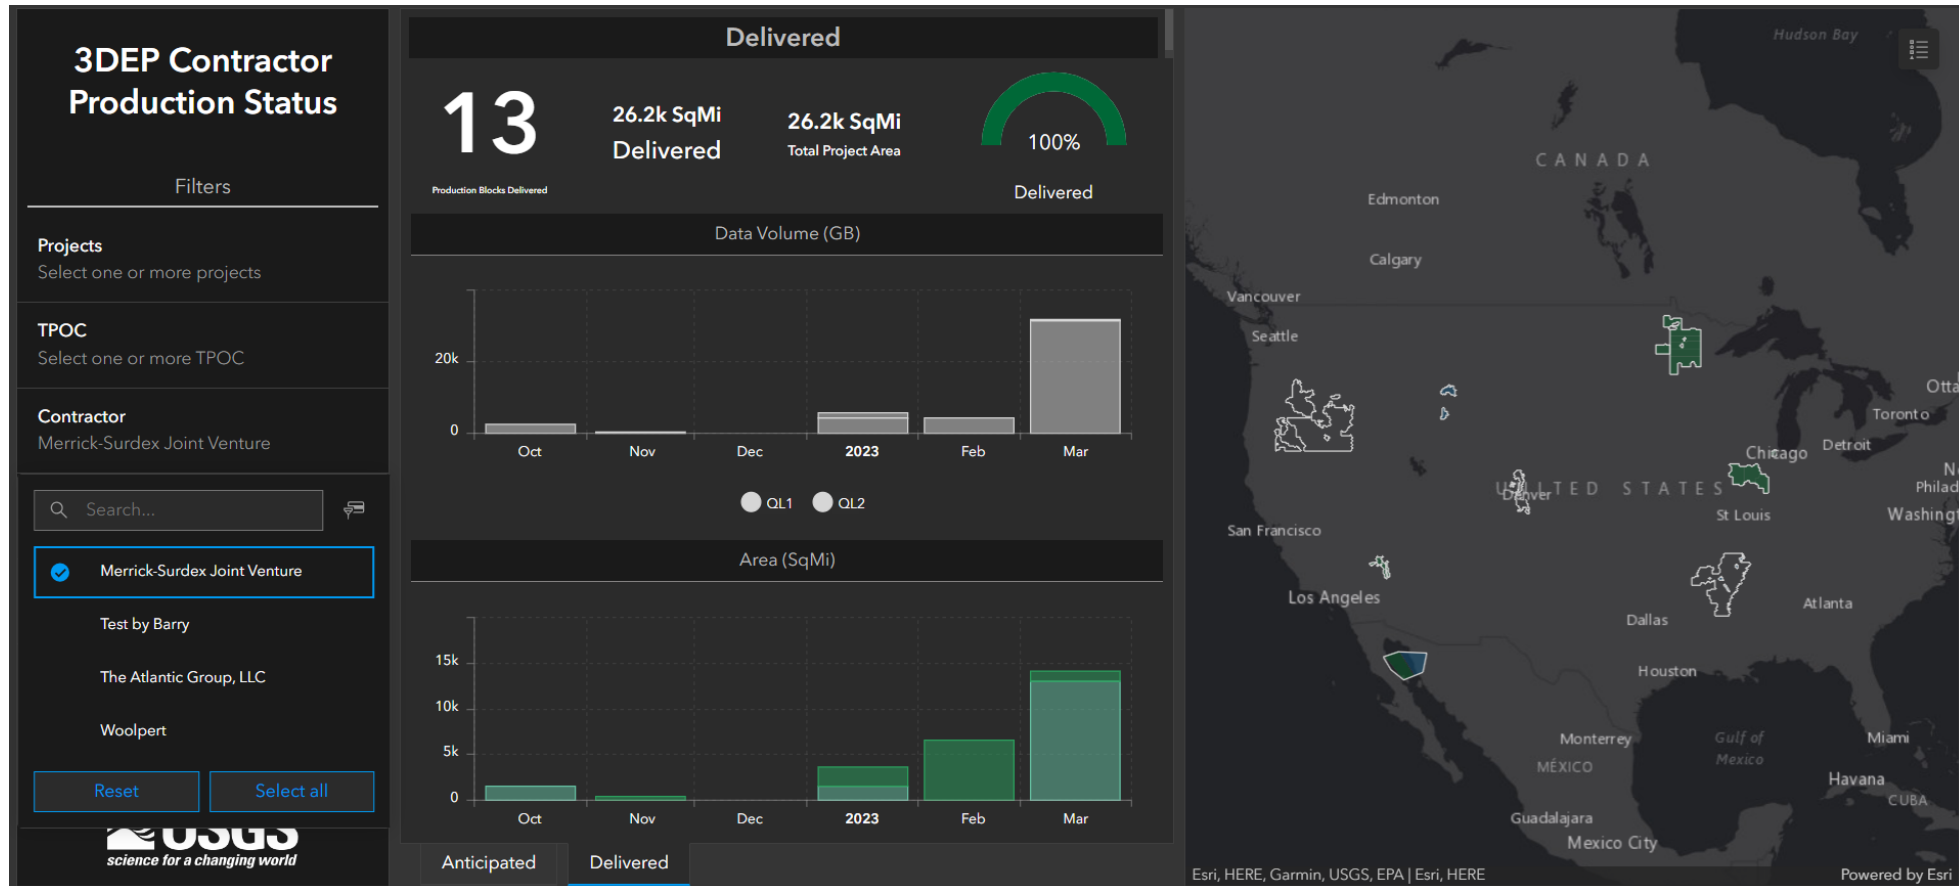 3DEP Contractor
Production Status
Filters
Projects
Select one or more projects
TPOC
Select one or more TPOC
Contractor
Merrick-Surdex Joint Venture
Search...
Merrick-Surdex Joint Venture
Test by Barry
The Atlantic Group, LLC
Woolpert
Reset
Select all
USGS
science for a changing world
Delivered
13
Production Blocks Delivered
26.2k SqMi
Delivered
26.2k SqMi
Total Project Area
100%
Delivered
Data Volume (GB)
20k
0
Oct
Nov
Dec
2023
Feb
Mar
QL1
QL2
Area (SqMi)
15k
10k
5k
0
Oct
Nov
Dec
2023
Feb
Mar
Anticipated
Delivered
Hudson Bay
CANADA
Edmonton
Calgary
Vancouver
Seattle
Otta
Toronto
Detroit
Chicago
UNITED STATES
Denver
Philad
St Louis
Washingt
San Francisco
Los Angeles
Atlanta
Dallas
Houston
Monterrey
Gulf of
Mexico
Miami
MÉXICO
Havana
CUBA
Guadalajara
Mexico City
Esri, HERE, Garmin, USGS, EPA | Esri, HERE
Powered by Esri